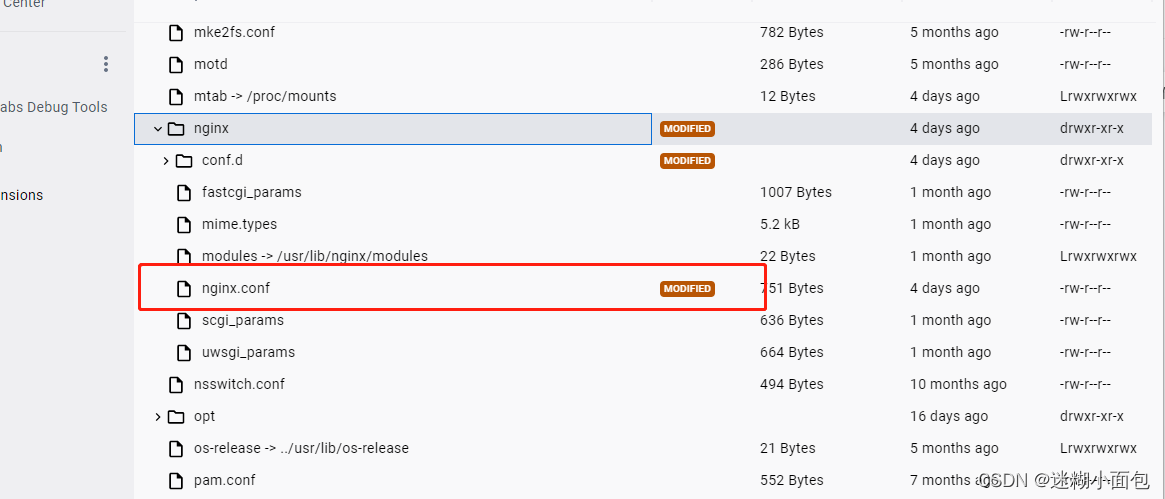 Center
mke2fs.conf 782 Bytes 5 months ago -rw-r--r--
motd 286 Bytes 5 months ago -rw-r--r--
abs Debug Tools mtab -> /proc/mounts 12 Bytes 4 days ago Lrwxrwxrwx
nginx MODIFIED 4 days ago drwxr-xr-x
conf.d MODIFIED 4 days ago drwxr-xr-x
nsions fastcgi_params 1007 Bytes 1 month ago -rw-r--r--
mime.types 5.2 kB 1 month ago -rw-r--r--
modules -> /usr/lib/nginx/modules 22 Bytes 1 month ago Lrwxrwxrwx
nginx.conf MODIFIED 751 Bytes 4 days ago -rw-r--r--
scgi_params 636 Bytes 1 month ago -rw-r--r--
uwsgi_params 664 Bytes 1 month ago -rw-r--r--
nsswitch.conf 494 Bytes 10 months ago -rw-r--r--
opt 16 days ago drwxr-xr-x
os-release -> ../usr/lib/os-release 21 Bytes 5 months ago Lrwxrwxrwx
pam.conf 552 Bytes 7 months ago -rw-r--r--
CSDN @迷糊小面包